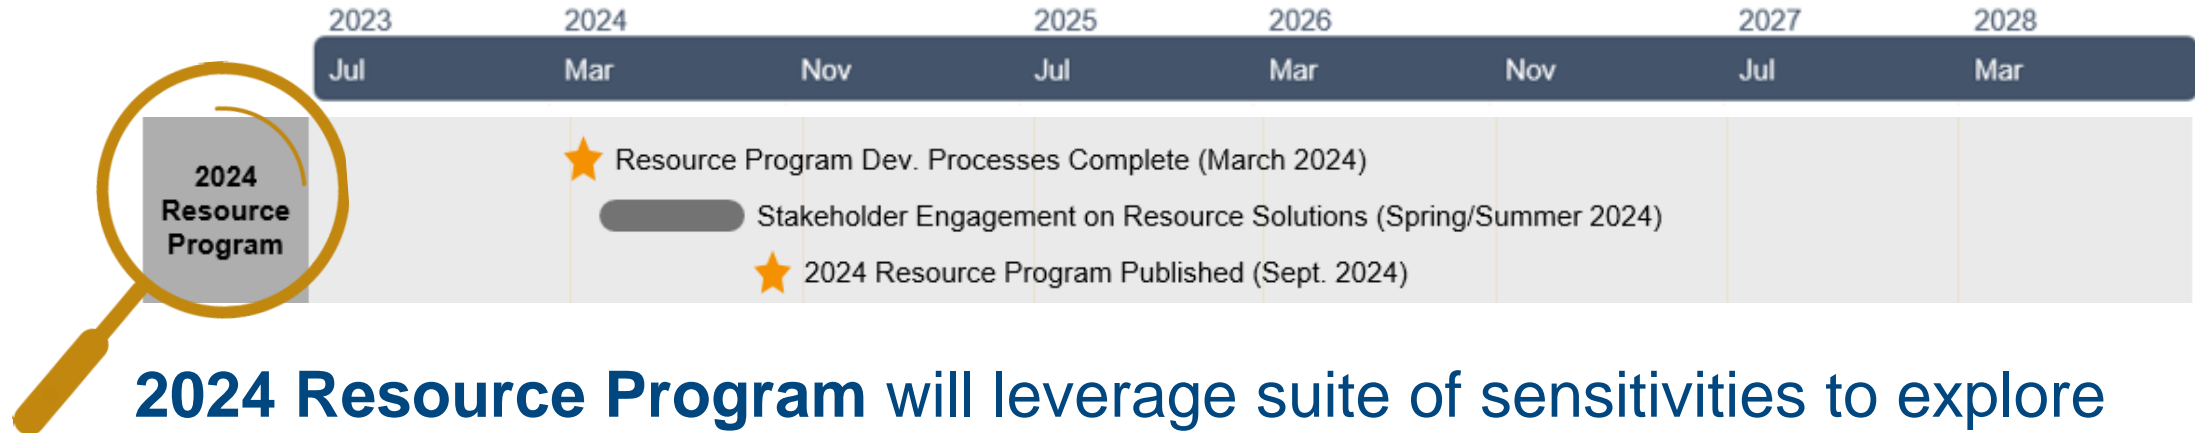 2023 2024 2025 2026 2027 2028
Jul Mar Nov Jul Mar Nov Jul Mar
2024
Resource
Program
Resource Program Dev. Processes Complete (March 2024)
Stakeholder Engagement on Resource Solutions (Spring/Summer 2024)
2024 Resource Program Published (Sept. 2024)
2024 Resource Program will leverage suite of sensitivities to explore